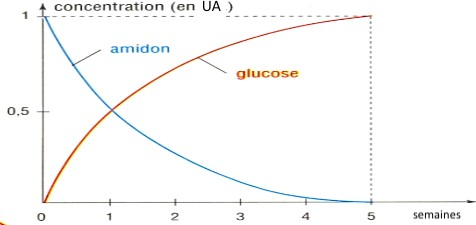 concentration (en UA )
1
amidon
glucose
0,5
0 1 2 3 4 5 semaines